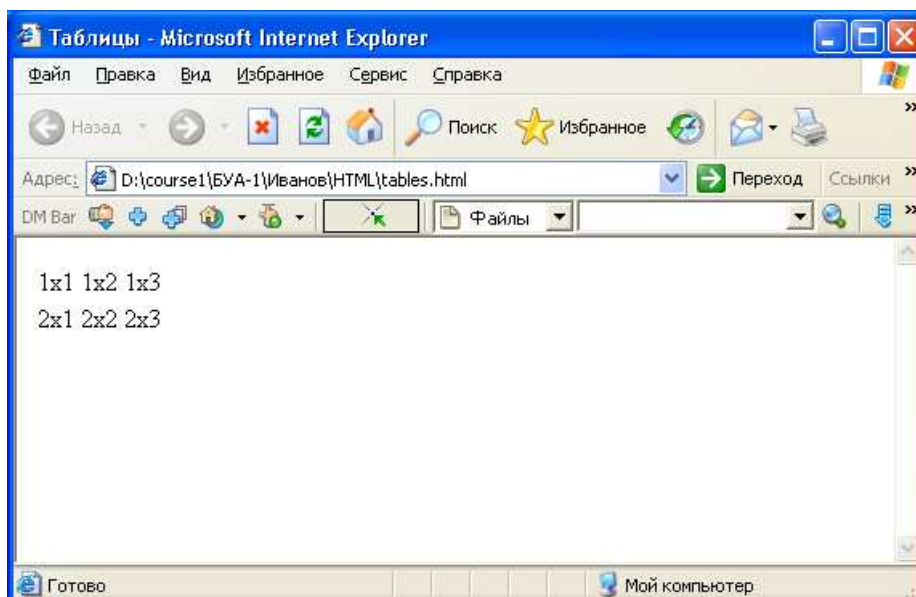 Таблицы - Microsoft Internet Explorer
Файл Правка Вид Избранное Сервис Справка
Назад Поиск Избранное
Адрес: D:\course1\БУА-1\Иванов\HTML\tables.html Переход Ссылки
DM Bar Файлы
1x1 1x2 1x3
2x1 2x2 2x3
Готово Мой компьютер